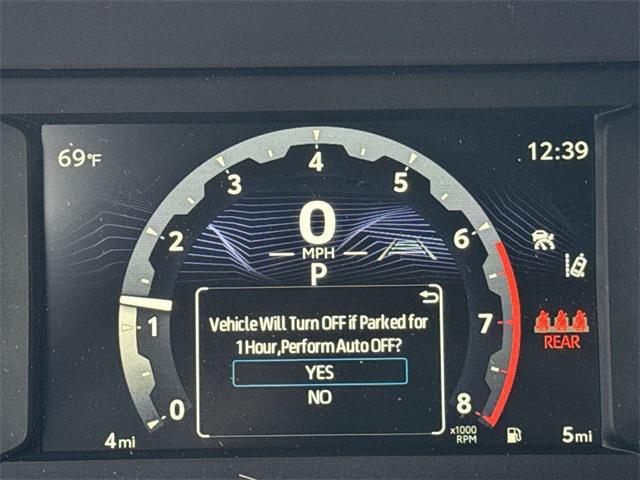 69°F
12:39
4
3
5
0
2
6
MPH
P
Vehicle Will Turn OFF if Parked for
1
7
1 Hour,Perform Auto OFF?
REAR
YES
NO
0
8
x1000
RPM
4mi
5mi